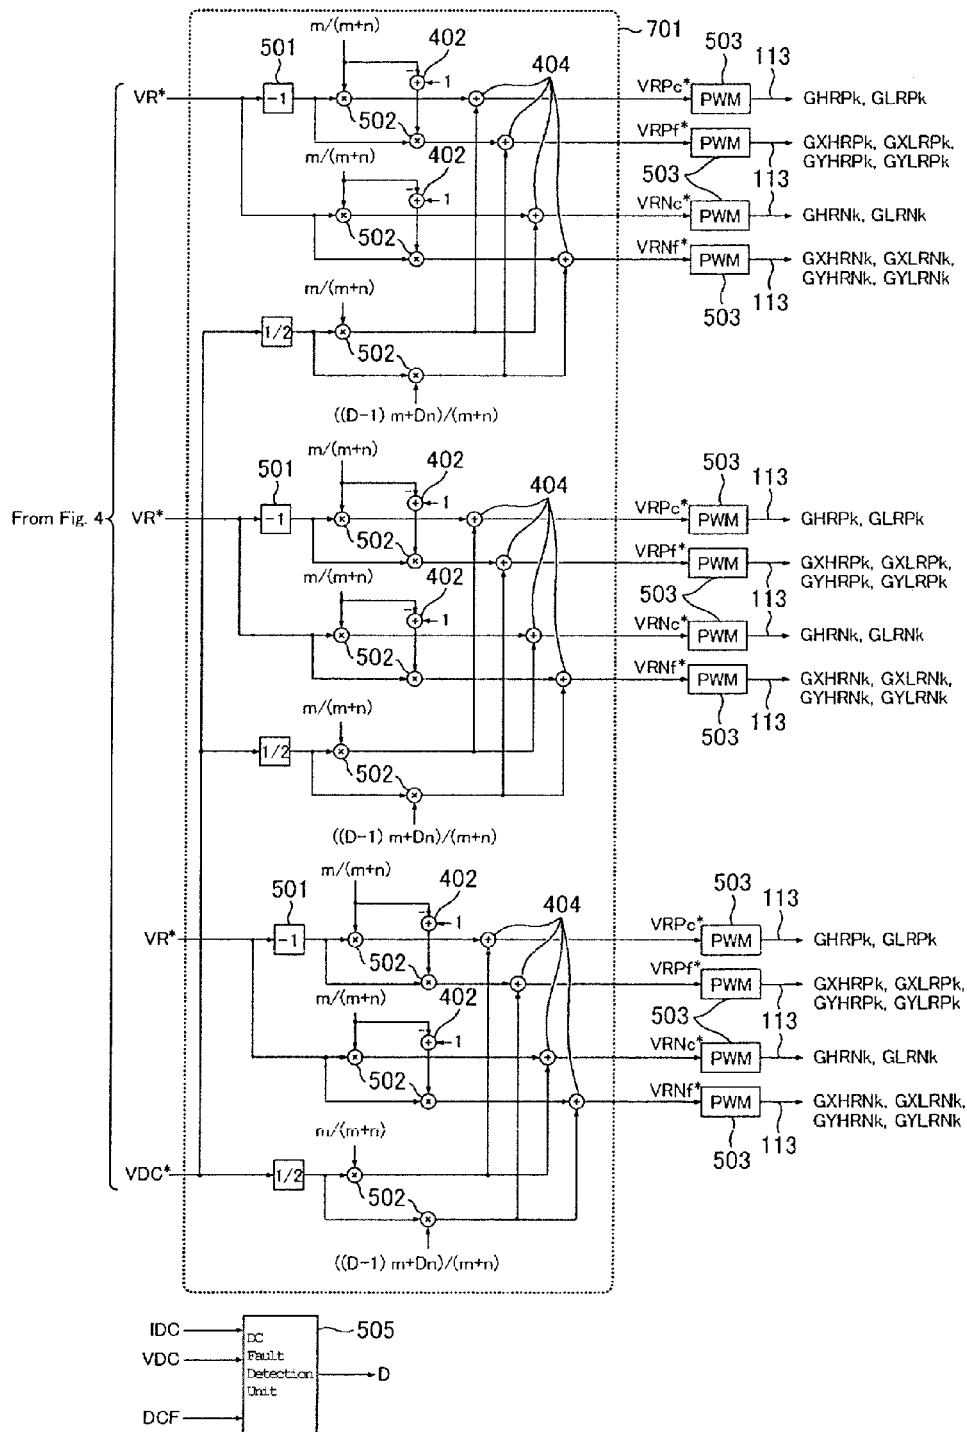 m/(m+n)
701
501
402
503
113
404
VR*
-1
1
VRPc*
PWM
GHRPk, GLRPk
502
VRPf*
PWM
GXHRPk, GXLRPk,
GYHRPk, GYLRPk
m/(m+n)
402
503
113
1
VRNc*
PWM
GHRNk, GLRNk
502
VRNf*
PWM
GXHRNk, GXLRNk,
GYHRNk, GYLRNk
m/(m+n)
503
113
1/2
502
((D-1) m+Dn)/(m+n)
m/(m+n)
501
402
503
113
404
From Fig. 4
VR*
-1
1
VRPc*
PWM
GHRPk, GLRPk
502
VRPf*
PWM
GXHRPk, GXLRPk,
GYHRPk, GYLRPk
m/(m+n)
402
503
113
1
VRNc*
PWM
GHRNk, GLRNk
502
VRNf*
PWM
GXHRNk, GXLRNk,
GYHRNk, GYLRNk
m/(m+n)
503
113
1/2
502
((D-1) m+Dn)/(m+n)
m/(m+n)
501
402
503
113
404
VR*
-1
1
VRPc*
PWM
GHRPk, GLRPk
502
VRPf*
PWM
GXHRPk, GXLRPk,
GYHRPk, GYLRPk
m/(m+n)
402
503
113
1
VRNc*
PWM
GHRNk, GLRNk
502
VRNf*
PWM
GXHRNk, GXLRNk,
GYHRNk, GYLRNk
m/(m+n)
503
113
VDC*
1/2
502
((D-1) m+Dn)/(m+n)
IDC
505
DC
Fault
Detection
Unit
VDC
D
DCF